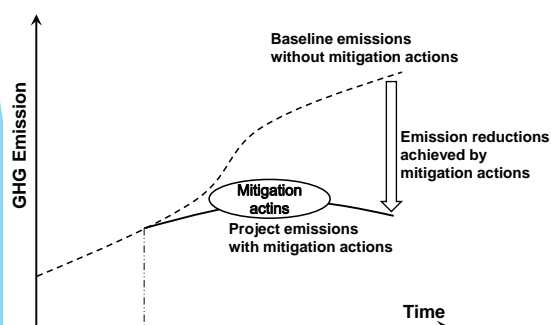 Baseline emissions
without mitigation actions
GHG Emission
Emission reductions
achieved by
mitigation actions
Mitigation
actins
Project emissions
with mitigation actions
Time